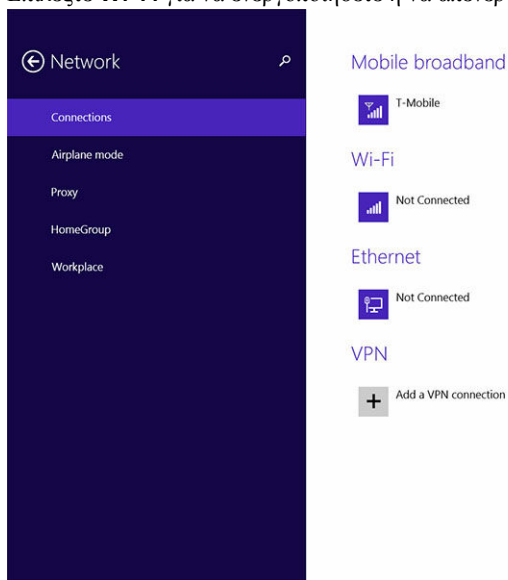 Network
Connections
Airplane mode
Proxy
HomeGroup
Workplace
Mobile broadband
T-Mobile
Wi-Fi
Not Connected
Ethernet
Not Connected
VPN
Add a VPN connection